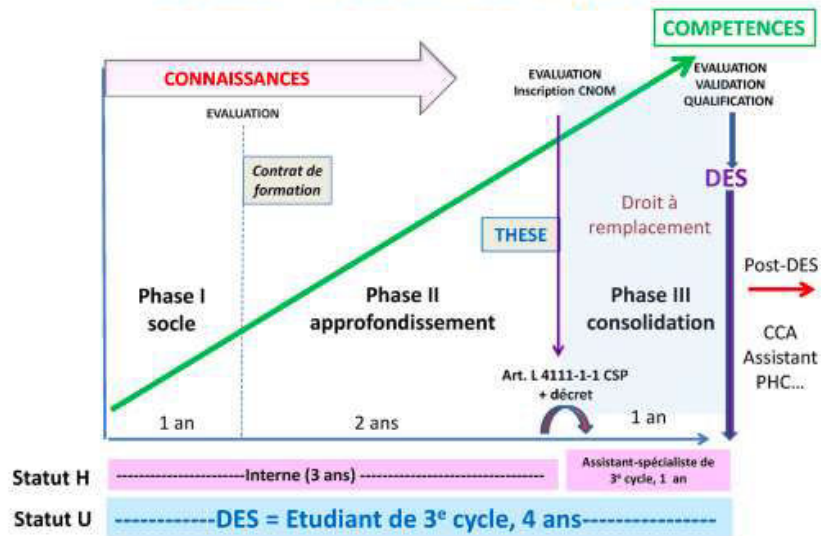 COMPETENCES
CONNAISSANCES
EVALUATION
Inscription CNOM
EVALUATION
VALIDATION
QUALIFICATION
EVALUATION
Contrat de
formation
DES
Droit à
remplacement
THESE
Post-DES
Phase I
socle
Phase II
approfondissement
Phase III
consolidation
CCA
Assistant
PHC...
Art. L 4111-1-1 CSP
+ décret
1 an
2 ans
1 an
Statut H
-----------------------Interne (3 ans) -----------------------------
Assistant-spécialiste de
3e cycle, 1 an
Statut U
------------DES = Etudiant de 3e cycle, 4 ans------------------